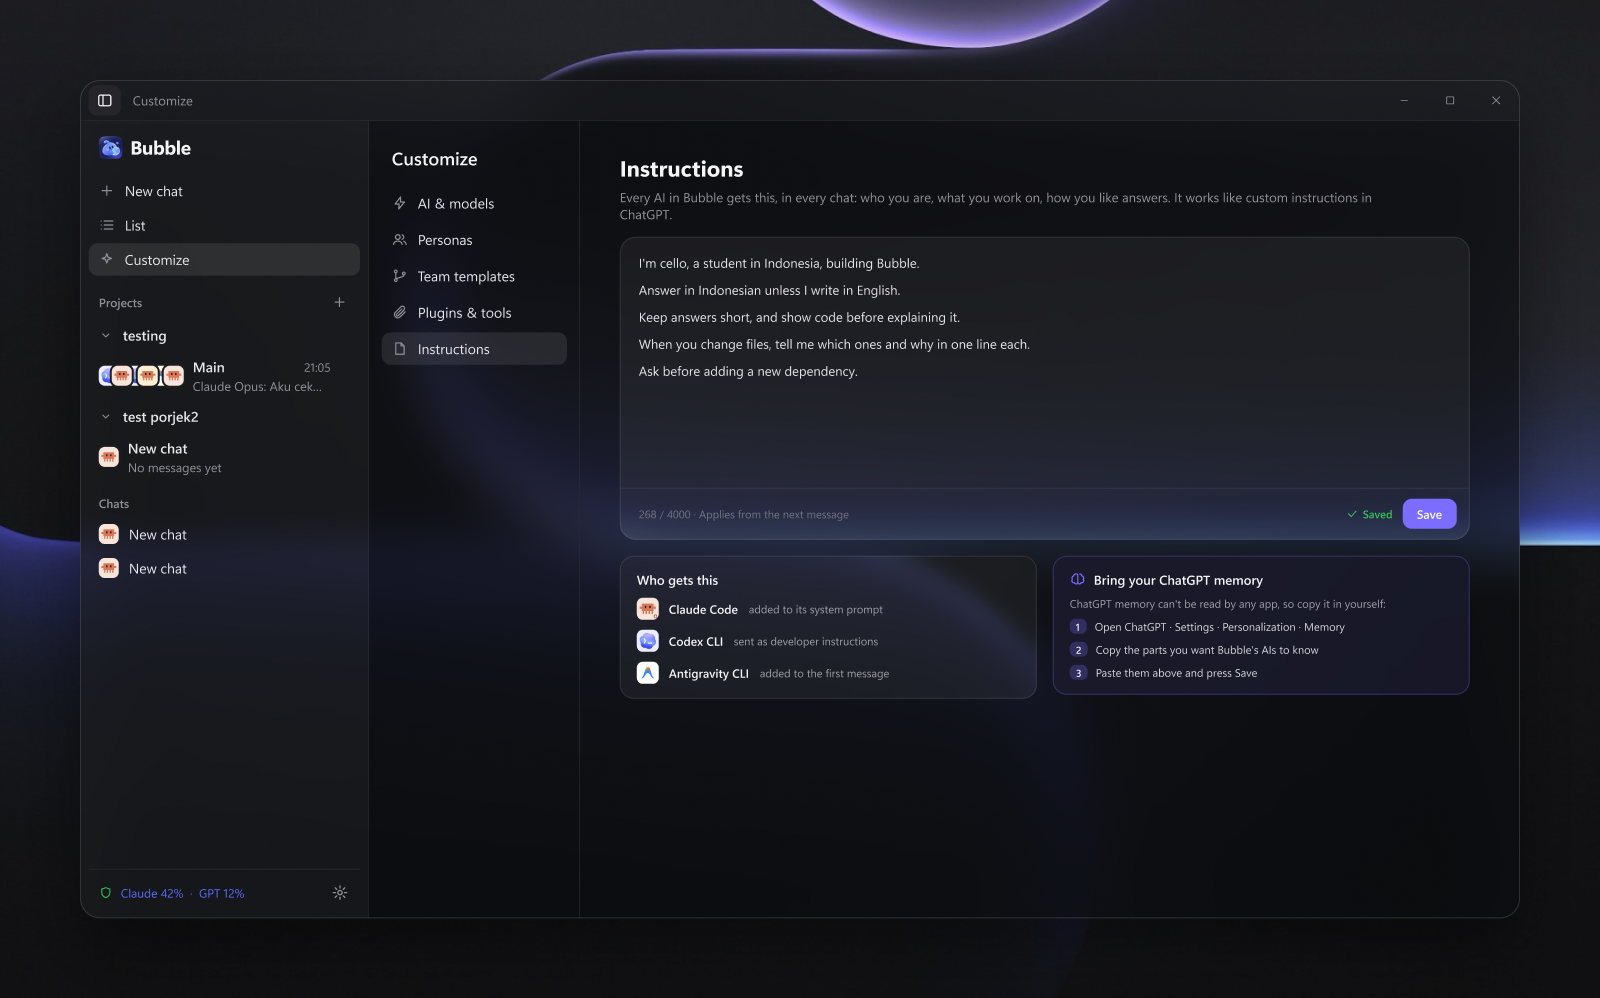 Customize
Bubble
New chat
List
Customize
Projects
testing
Main 21:05
Claude Opus: Aku cek...
test porjek2
New chat
No messages yet
Chats
New chat
New chat
Claude 42% · GPT 12%
Customize
AI & models
Personas
Team templates
Plugins & tools
Instructions
Instructions
Every AI in Bubble gets this, in every chat: who you are, what you work on, how you like answers. It works like custom instructions in
ChatGPT.
I'm cello, a student in Indonesia, building Bubble.
Answer in Indonesian unless I write in English.
Keep answers short, and show code before explaining it.
When you change files, tell me which ones and why in one line each.
Ask before adding a new dependency.
268 / 4000 · Applies from the next message
Saved
Save
Who gets this
Claude Code added to its system prompt
Codex CLI sent as developer instructions
Antigravity CLI added to the first message
Bring your ChatGPT memory
ChatGPT memory can't be read by any app, so copy it in yourself:
1 Open ChatGPT · Settings · Personalization · Memory
2 Copy the parts you want Bubble's AIs to know
3 Paste them above and press Save